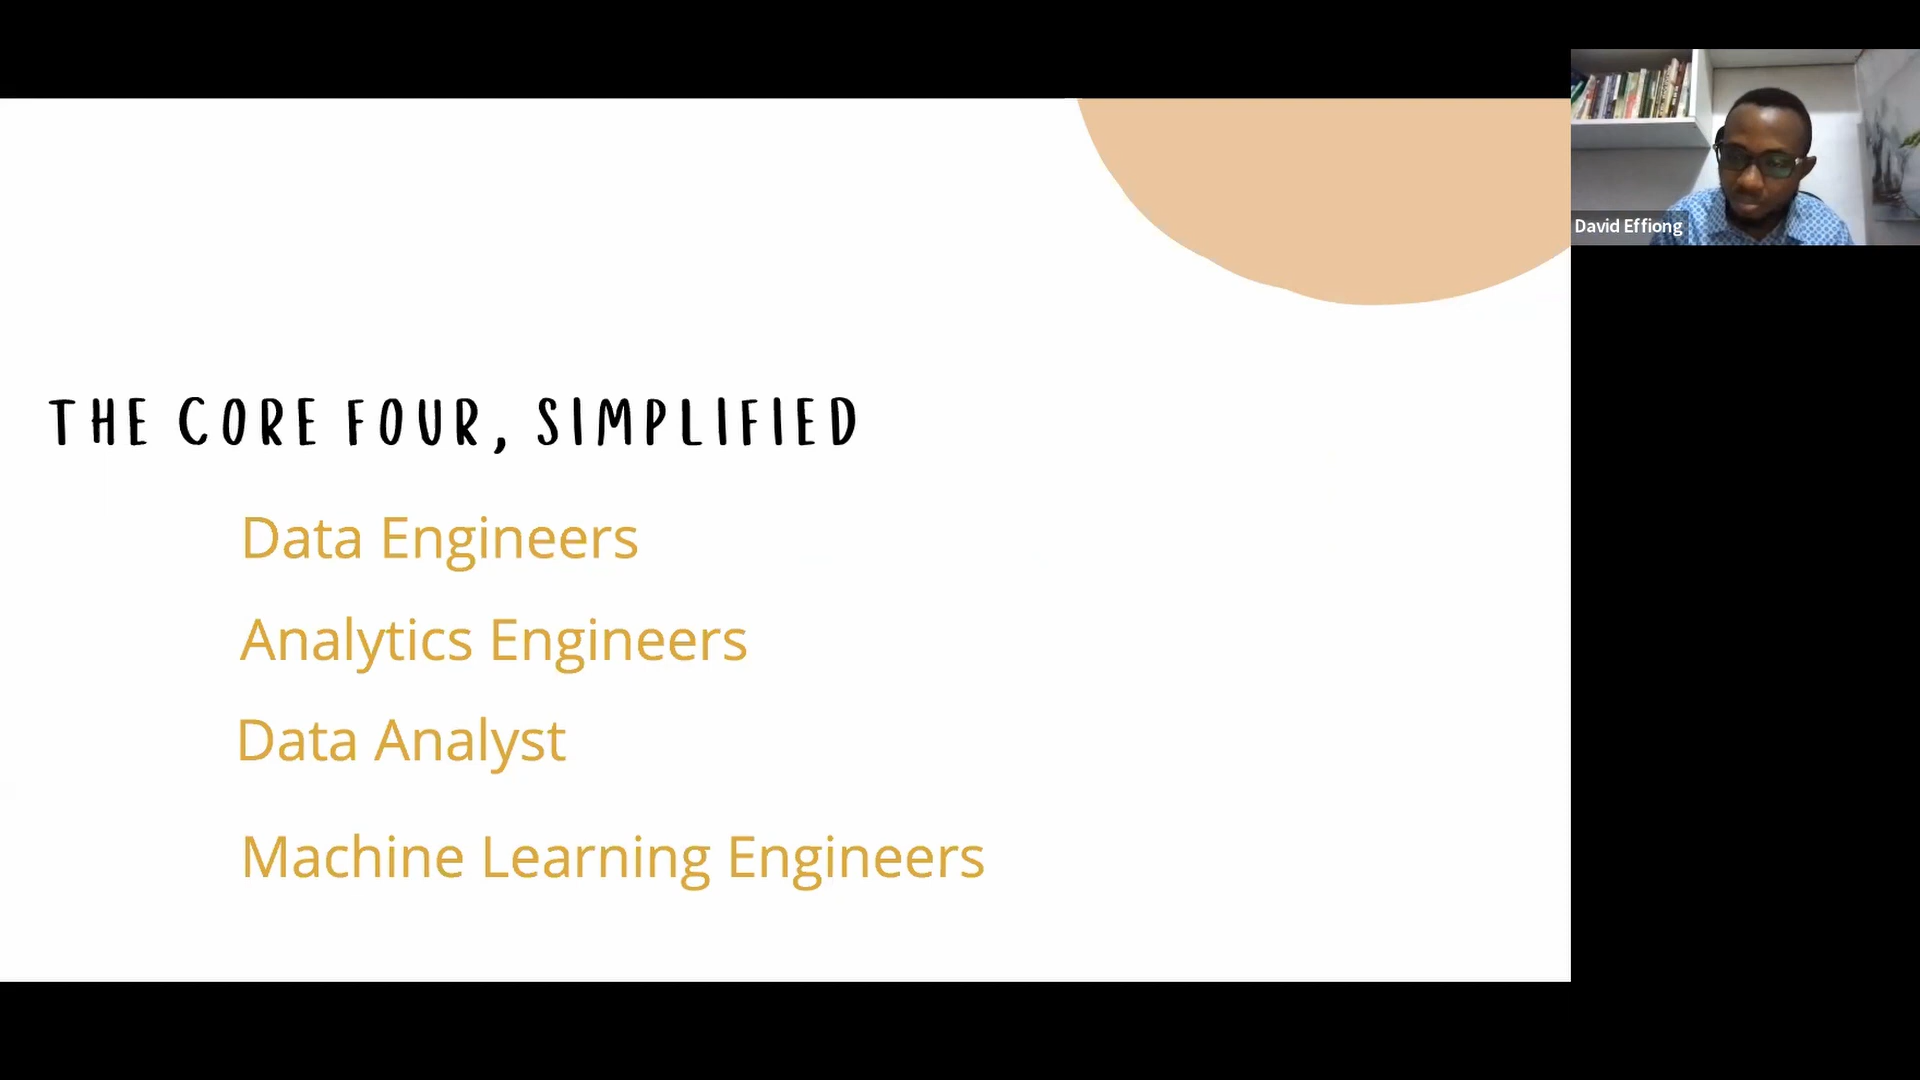 THE CORE FOUR, SIMPLIFIED
Data Engineers
Analytics Engineers
Data Analyst
Machine Learning Engineers
David Effiong